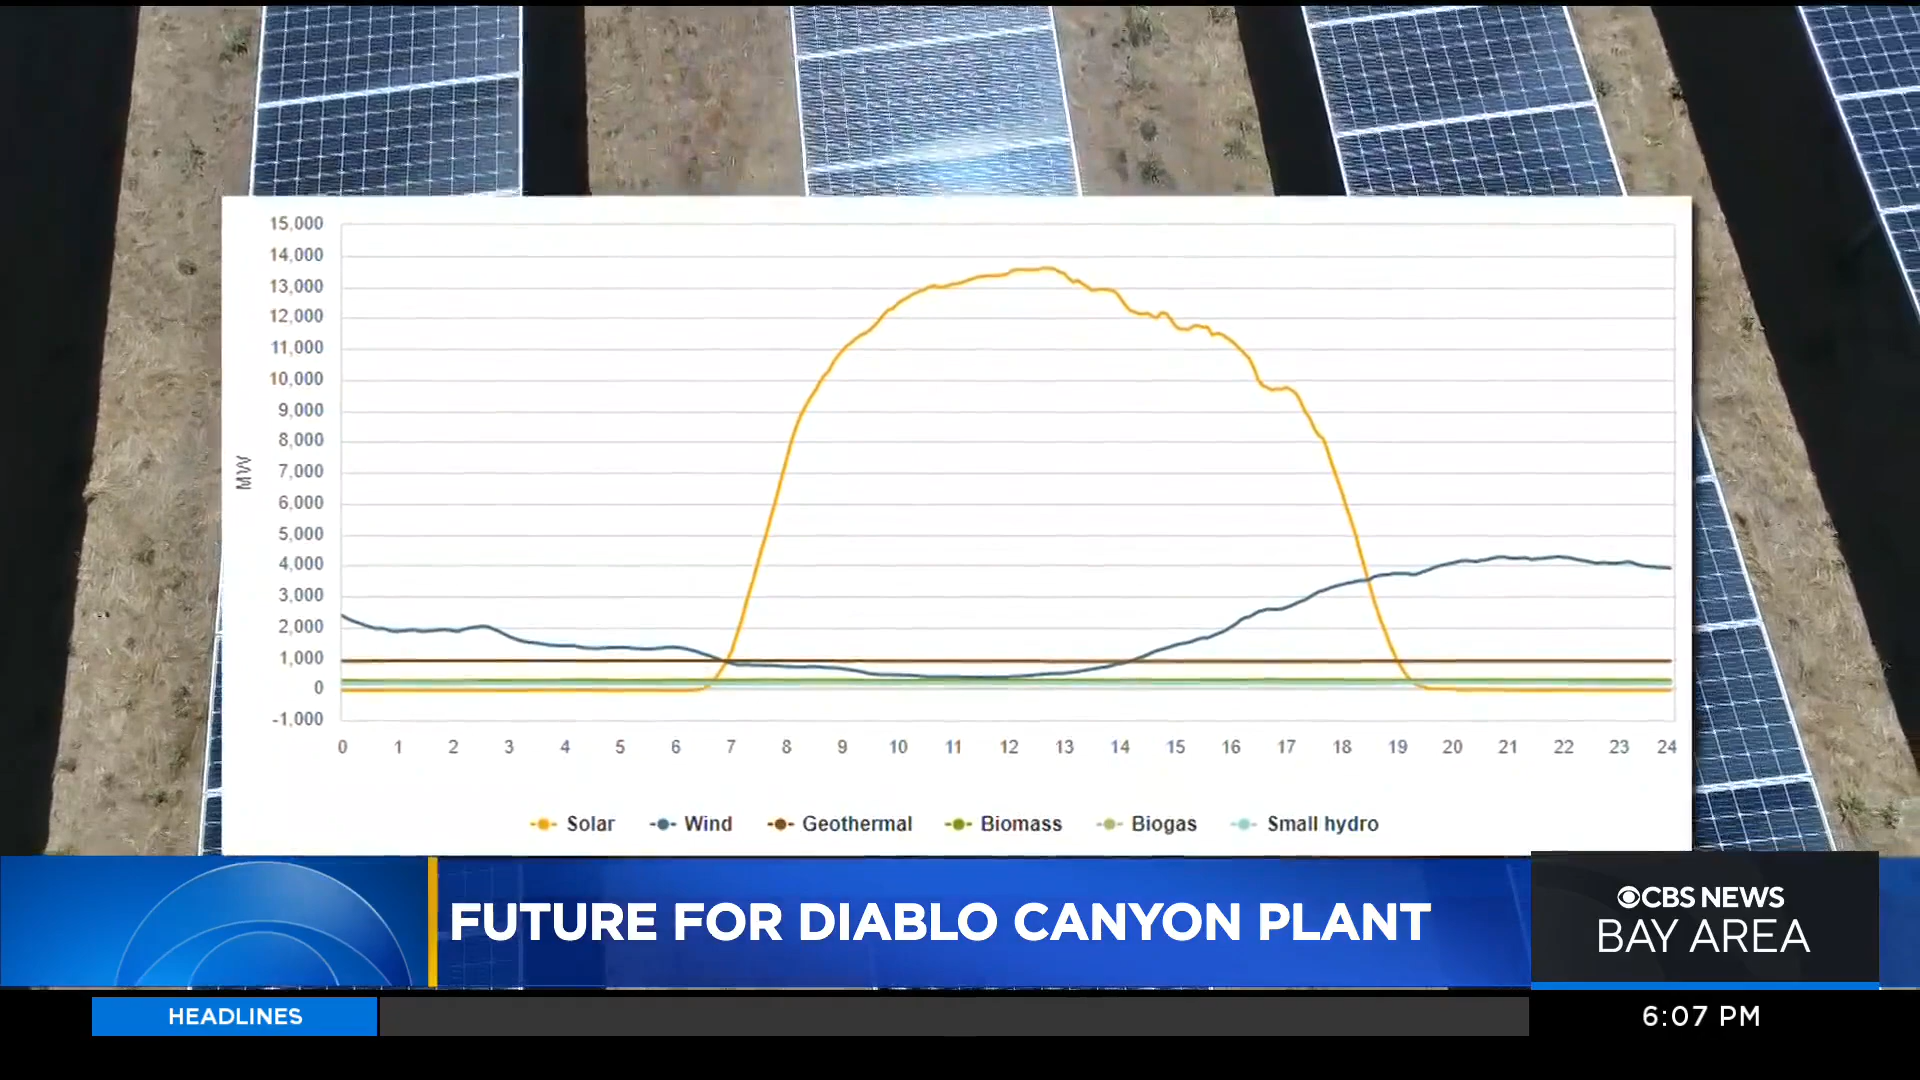 15,000
14,000
13,000
12,000
11,000
10,000
9,000
8,000
7,000
6,000
5,000
4,000
3,000
2,000
1,000
0
-1,000
MW
0 1 2 3 4 5 6 7 8 9 10 11 12 13 14 15 16 17 18 19 20 21 22 23 24
Solar Wind Geothermal Biomass Biogas Small hydro
FUTURE FOR DIABLO CANYON PLANT
CBS NEWS
BAY AREA
HEADLINES
6:07 PM